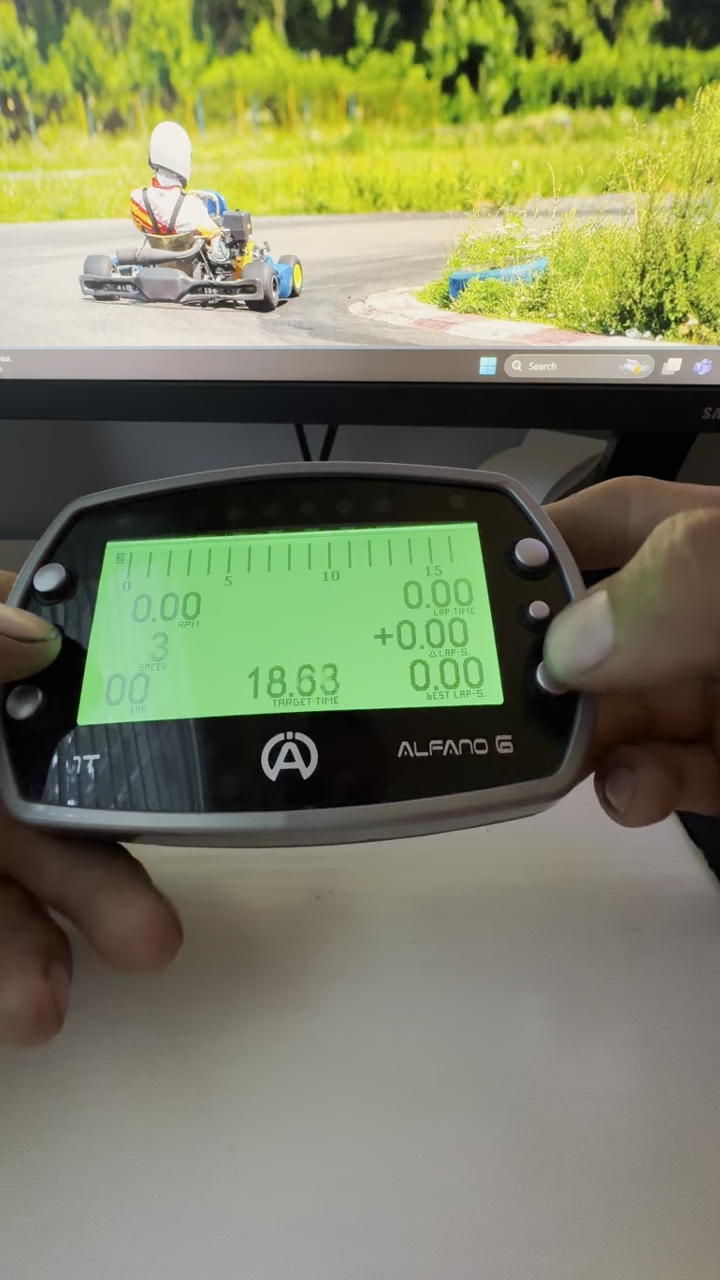 Search
SA
0 5 10 15
0.00
RPM
0.00
LAP-TIME
3
SPEED
+0.00
△LAP-S
00
LAP
18.63
TARGET-TIME
0.00
bEST LAP-S.
ALFANO 6